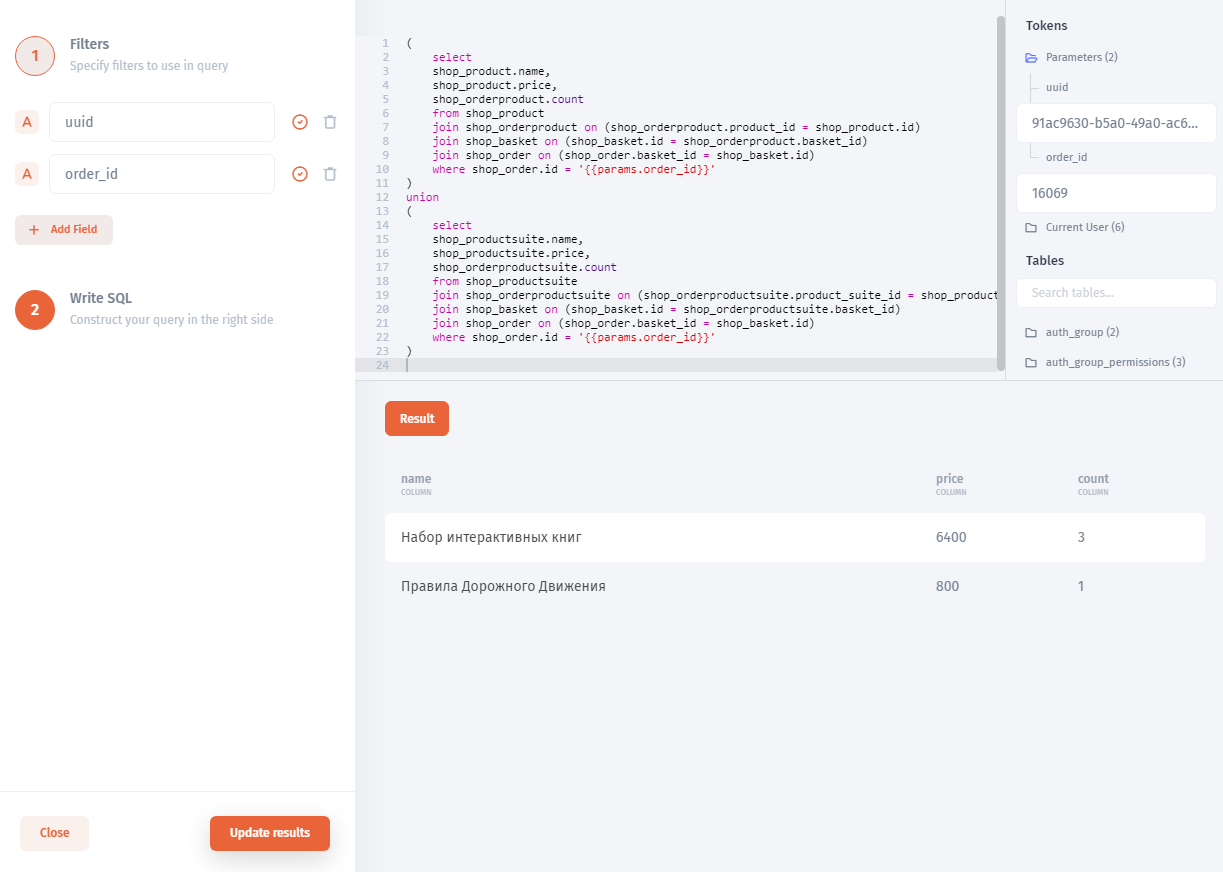 1
Filters
Specify filters to use in query
A
uuid
A
order_id
+ Add Field
2
Write SQL
Construct your query in the right side
Close
Update results
1 (
2     select
3     shop_product.name,
4     shop_product.price,
5     shop_orderproduct.count
6     from shop_product
7     join shop_orderproduct on (shop_orderproduct.product_id = shop_product.id)
8     join shop_basket on (shop_basket.id = shop_orderproduct.basket_id)
9     join shop_order on (shop_order.basket_id = shop_basket.id)
10     where shop_order.id = '{{params.order_id}}'
11 )
12 union
13 (
14     select
15     shop_productsuite.name,
16     shop_productsuite.price,
17     shop_orderproductsuite.count
18     from shop_productsuite
19     join shop_orderproductsuite on (shop_orderproductsuite.product_suite_id = shop_product
20     join shop_basket on (shop_basket.id = shop_orderproductsuite.basket_id)
21     join shop_order on (shop_order.basket_id = shop_basket.id)
22     where shop_order.id = '{{params.order_id}}'
23 )
24
Tokens
Parameters (2)
uuid
91ac9630-b5a0-49a0-ac6...
order_id
16069
Current User (6)
Tables
Search tables...
auth_group (2)
auth_group_permissions (3)
Result
name price count
COLUMN COLUMN COLUMN
Набор интерактивных книг 6400 3
Правила Дорожного Движения 800 1